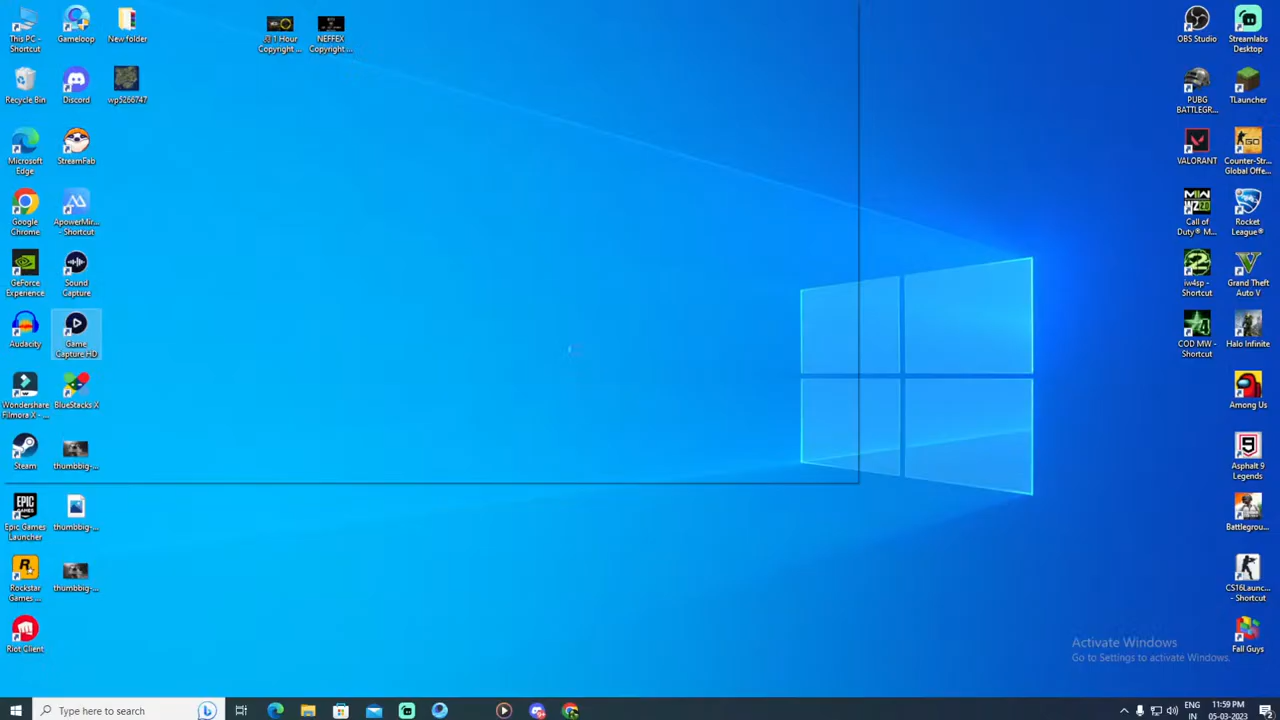 This PC -
Shortcut
Gameloop
New folder
🎧 1 Hour
Copyright ...
NEFFEX
Copyright ...
OBS Studio
Streamlabs
Desktop
Recycle Bin
Discord
wp5266747
PUBG
BATTLEGR...
TLauncher
Microsoft
Edge
StreamFab
VALORANT
Counter-Str...
Global Offe...
Google
Chrome
ApowerMir...
- Shortcut
Call of
Duty® M...
Rocket
League®
GeForce
Experience
Sound
Capture
iw4sp -
Shortcut
Grand Theft
Auto V
Audacity
Game
Capture HD
COD MW -
Shortcut
Halo Infinite
Wondershare
Filmora X - ...
BlueStacks X
Among Us
Steam
thumbbig-...
Asphalt 9
Legends
EPIC
GAMES
Epic Games
Launcher
thumbbig-...
Battlegrou...
Rockstar
Games ...
thumbbig-...
CS16Launc...
- Shortcut
Riot Client
Fall Guys
Activate Windows
Go to Settings to activate Windows.
Type here to search
ENG
IN
11:59 PM
05-03-2023